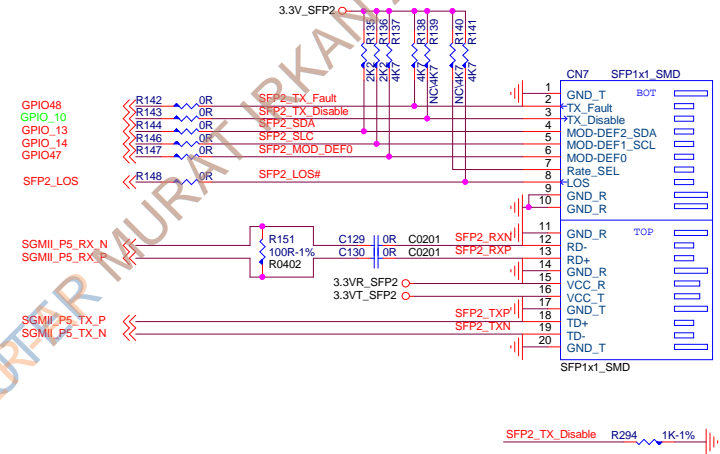 3.3V_SFP2
R135
R136
R137
R138
R139
R140
R141
2K2
2K2
4K7
4K7
NC\4K7
NC\4K7
4K7
CN7 SFP1x1_SMD
GPIO48 R142 0R SFP2_TX_Fault 1 GND_T BOT
GPIO_10 R143 0R SFP2_TX_Disable 2 TX_Fault
GPIO_13 R144 0R SFP2_SDA 3 TX_Disable
GPIO_14 R146 0R SFP2_SLC 4 MOD-DEF2_SDA
GPIO47 R147 0R SFP2_MOD_DEF0 5 MOD-DEF1_SCL
6 MOD-DEF0
7 Rate_SEL
SFP2_LOS R148 0R SFP2_LOS# 8 LOS
9 GND_R
10 GND_R
11 GND_R TOP
SGMII_P5_RX_N R151 C129 0R C0201 SFP2_RXN 12 RD-
SGMII_P5_RX_P 100R-1% C130 0R C0201 SFP2_RXP 13 RD+
R0402 14 GND_R
3.3VR_SFP2 15 VCC_R
3.3VT_SFP2 16 VCC_T
17 GND_T
SGMII_P5_TX_P SFP2_TXP 18 TD+
SGMII_P5_TX_N SFP2_TXN 19 TD-
20 GND_T
SFP1x1_SMD
SFP2_TX_Disable R294 1K-1%
MURAT IRKAN